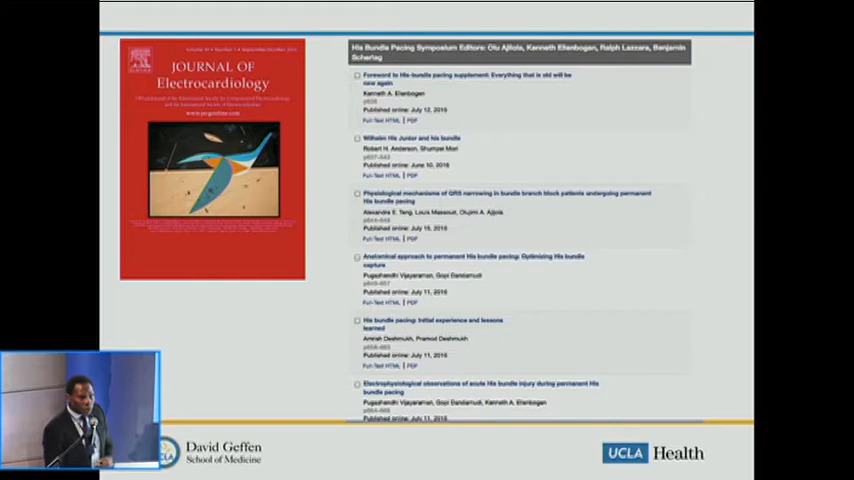 JOURNAL OF
Electrocardiology
ELSEVIER
His Bundle Pacing Symposium Editors: Olu Ajijola, Kenneth Ellenbogen, Ralph Lazzara, Benjamin
Scherlag
Foreword to His-bundle pacing supplement: Everything that is old will be
new again
Kenneth A. Ellenbogen
Published online: July 12, 2016
Full-Text HTML | PDF
Wilhelm His Junior and his bundle
Robert H. Anderson, Shumpei Mori
Published online: June 10, 2016
Full-Text HTML | PDF
Physiological mechanisms of QRS narrowing in bundle branch block patients undergoing permanent
His bundle pacing
Alexandra E. Teng, Louis Massoud, Olujimi A. Ajijola
Published online: July 15, 2016
Full-Text HTML | PDF
Anatomical approach to permanent His bundle pacing: Optimizing His bundle
capture
Pugazhendhi Vijayaraman, Gopi Dandamudi
Published online: July 11, 2016
Full-Text HTML | PDF
His bundle pacing: Initial experience and lessons
learned
Amrish Deshmukh, Pramod Deshmukh
Published online: July 11, 2016
Full-Text HTML | PDF
Electrophysiological observations of acute His bundle injury during permanent His
bundle pacing
Pugazhendhi Vijayaraman, Gopi Dandamudi, Kenneth A. Ellenbogen
Published online: July 11, 2016
David Geffen
School of Medicine
UCLA Health